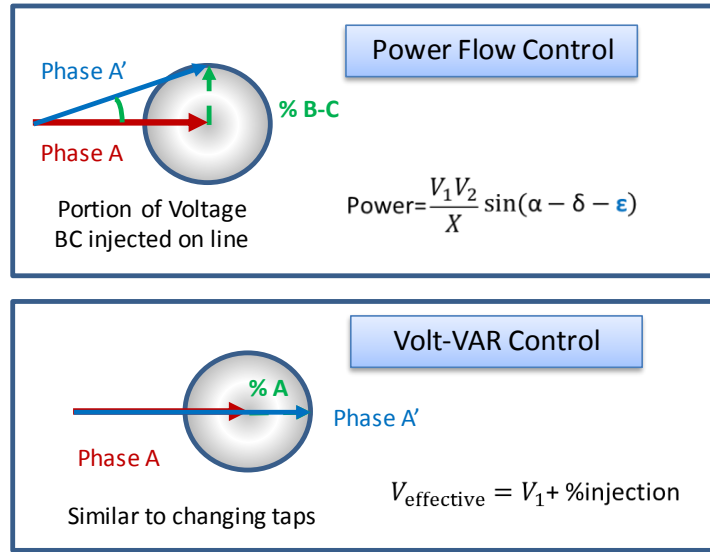 Power Flow Control
Phase A’
% B-C
Phase A
Portion of Voltage
BC injected on line
Power=V₁V₂/X sin(α − δ − ε)
Volt-VAR Control
% A
Phase A’
Phase A
Similar to changing taps
V_effective = V₁+ %injection